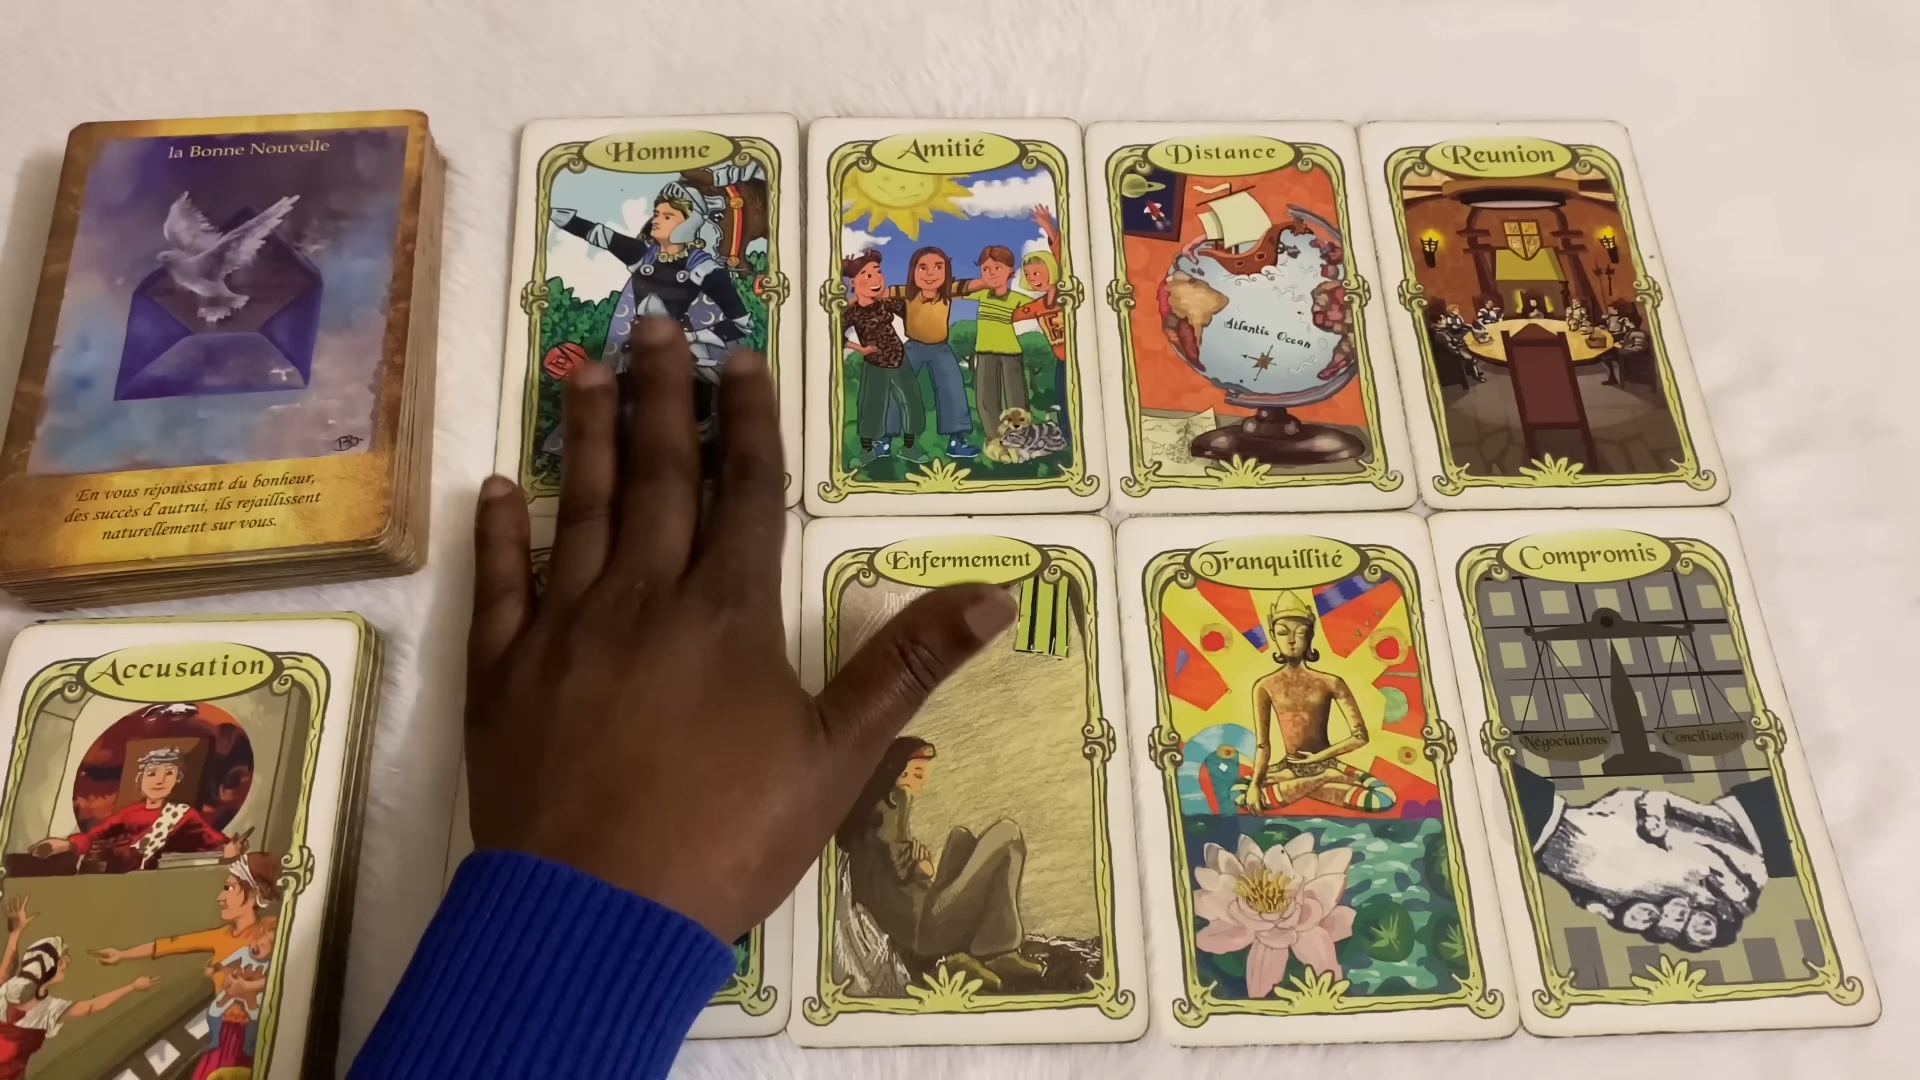 la Bonne Nouvelle
En vous réjouissant du bonheur,
des succès d'autrui, ils rejaillissent
naturellement sur vous.
Accusation
Homme
Amitié
Distance
Atlantic Ocean
Reunion
Enfermement
Tranquillité
Compromis
Négociations
Conciliation